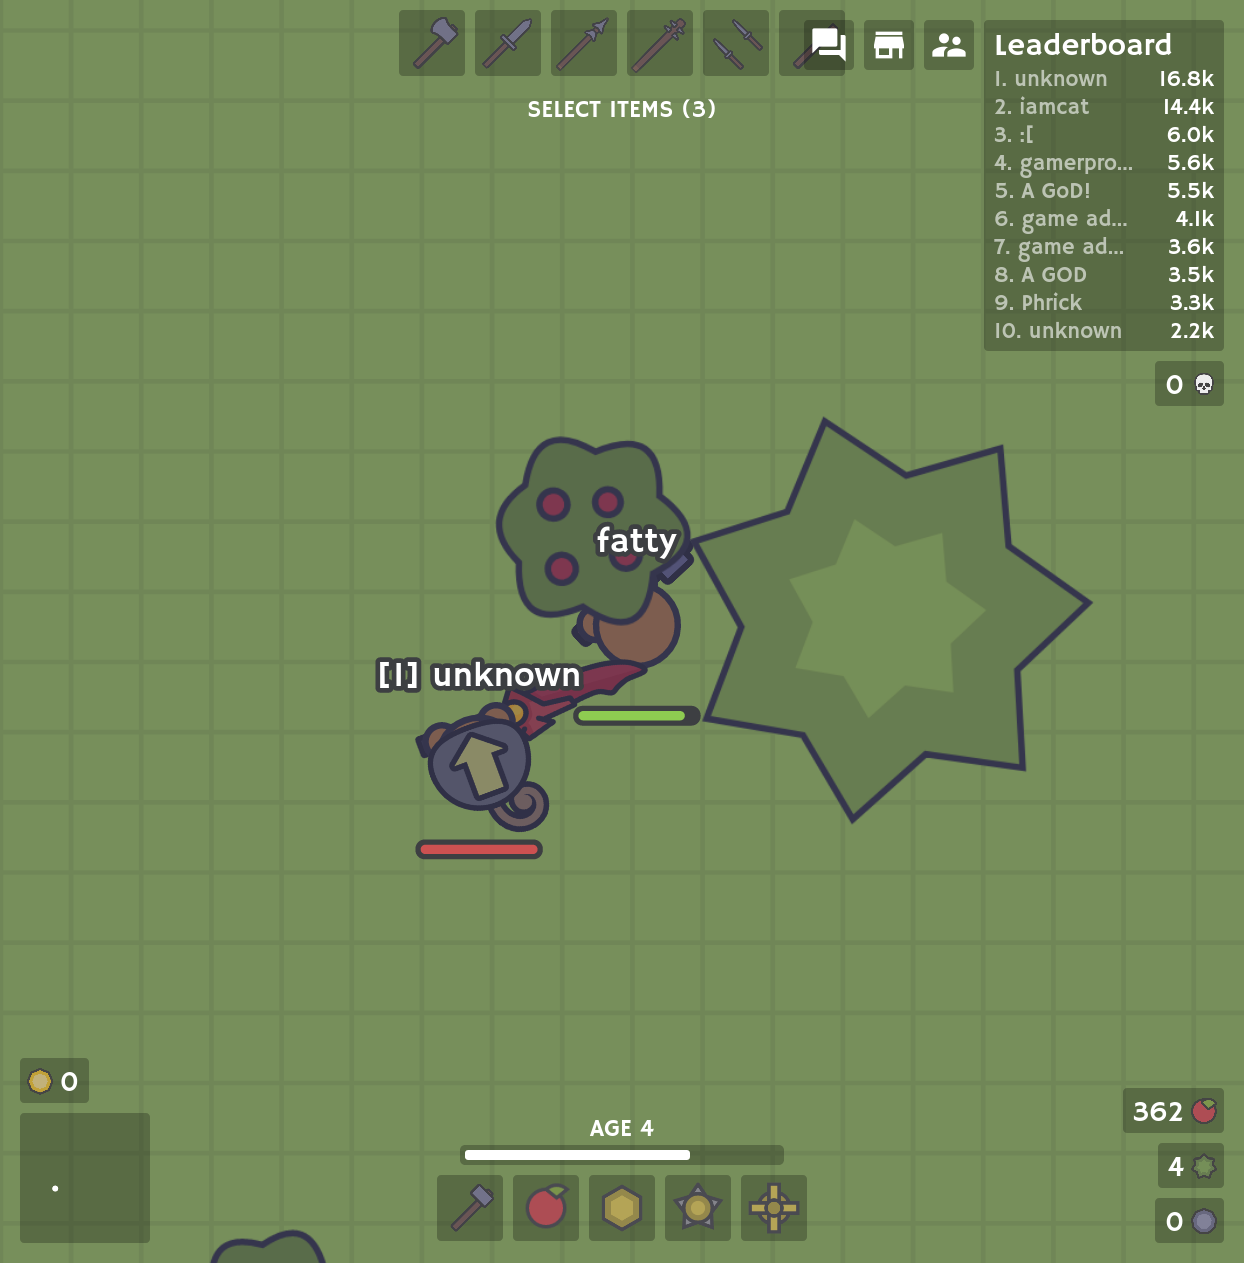 SELECT ITEMS (3)
Leaderboard
1. unknown 16.8k
2. iamcat 14.4k
3. :[ 6.0k
4. gamerpro... 5.6k
5. A GoD! 5.5k
6. game ad... 4.1k
7. game ad... 3.6k
8. A GOD 3.5k
9. Phrick 3.3k
10. unknown 2.2k
0
fatty
[I] unknown
0
AGE 4
362
4
0